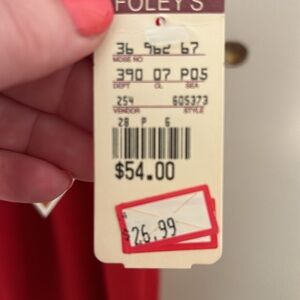 FOLEY'S
36 962 67
MDSE NO
390 07 P05
DEPT CL SEA
254 605373
VENDOR STYLE
28 P 6
$54.00
$26.99